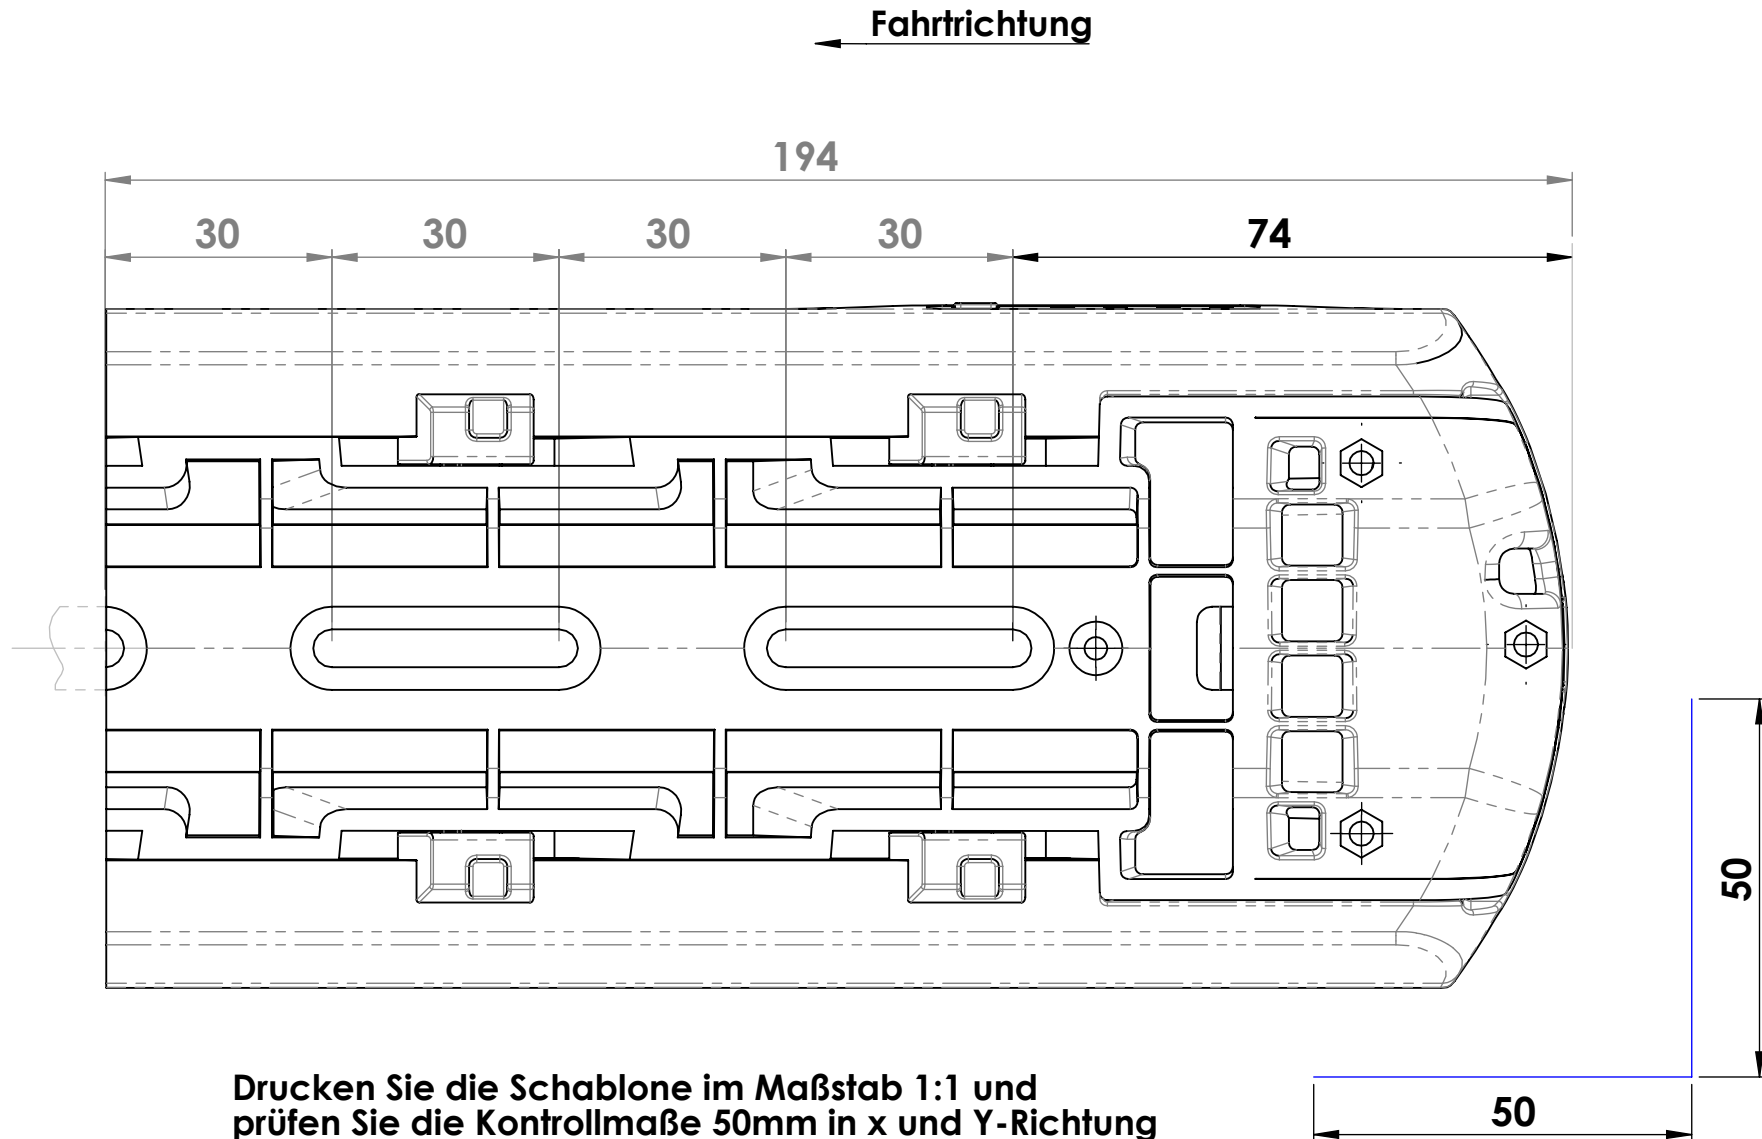 Fahrtrichtung
194
30 30 30 30 74
50
Drucken Sie die Schablone im Maßstab 1:1 und
prüfen Sie die Kontrollmaße 50mm in x und Y-Richtung
50